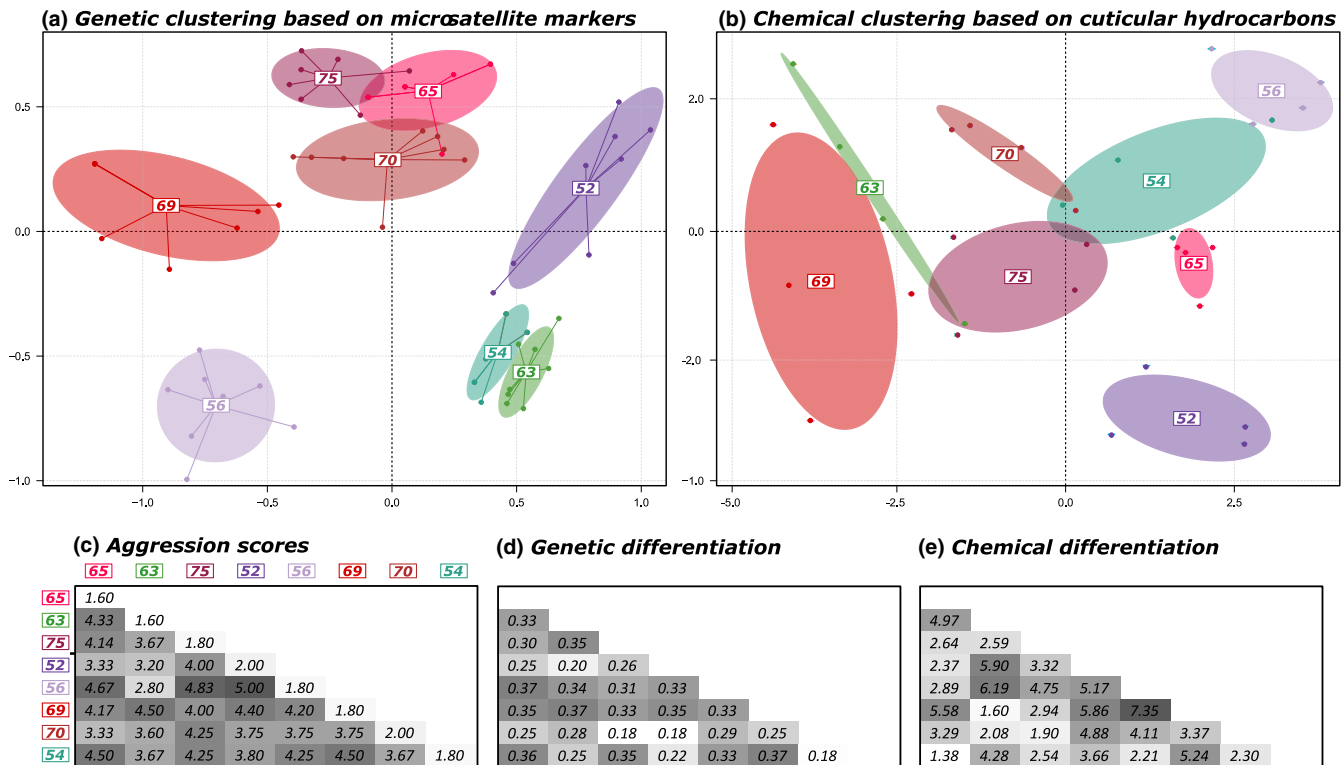 (a) Genetic clustering based on microsatellite markers
(b) Chemical clustering based on cuticular hydrocarbons
75
65
0.5
70
52
69
0.0
54
−0.5
63
56
−1.0
−1.0 −0.5 0.0 0.5 1.0
56
2.0
70
54
63
0.0
65
69
75
−2.0
52
−1.0
−5.0 −2.5 0.0 2.5
(c) Aggression scores
(d) Genetic differentiation
(e) Chemical differentiation
65 63 75 52 56 69 70 54
65 1.60
63 4.33 1.60 0.33 4.97
75 4.14 3.67 1.80 0.30 0.35 2.64 2.59
52 3.33 3.20 4.00 2.00 0.25 0.20 0.26 2.37 5.90 3.32
56 4.67 2.80 4.83 5.00 1.80 0.37 0.34 0.31 0.33 2.89 6.19 4.75 5.17
69 4.17 4.50 4.00 4.40 4.20 1.80 0.35 0.37 0.33 0.35 0.33 5.58 1.60 2.94 5.86 7.35
70 3.33 3.60 4.25 3.75 3.75 3.75 2.00 0.25 0.28 0.18 0.18 0.29 0.25 3.29 2.08 1.90 4.88 4.11 3.37
54 4.50 3.67 4.25 3.80 4.25 4.50 3.67 1.80 0.36 0.25 0.35 0.22 0.33 0.37 0.18 1.38 4.28 2.54 3.66 2.21 5.24 2.30